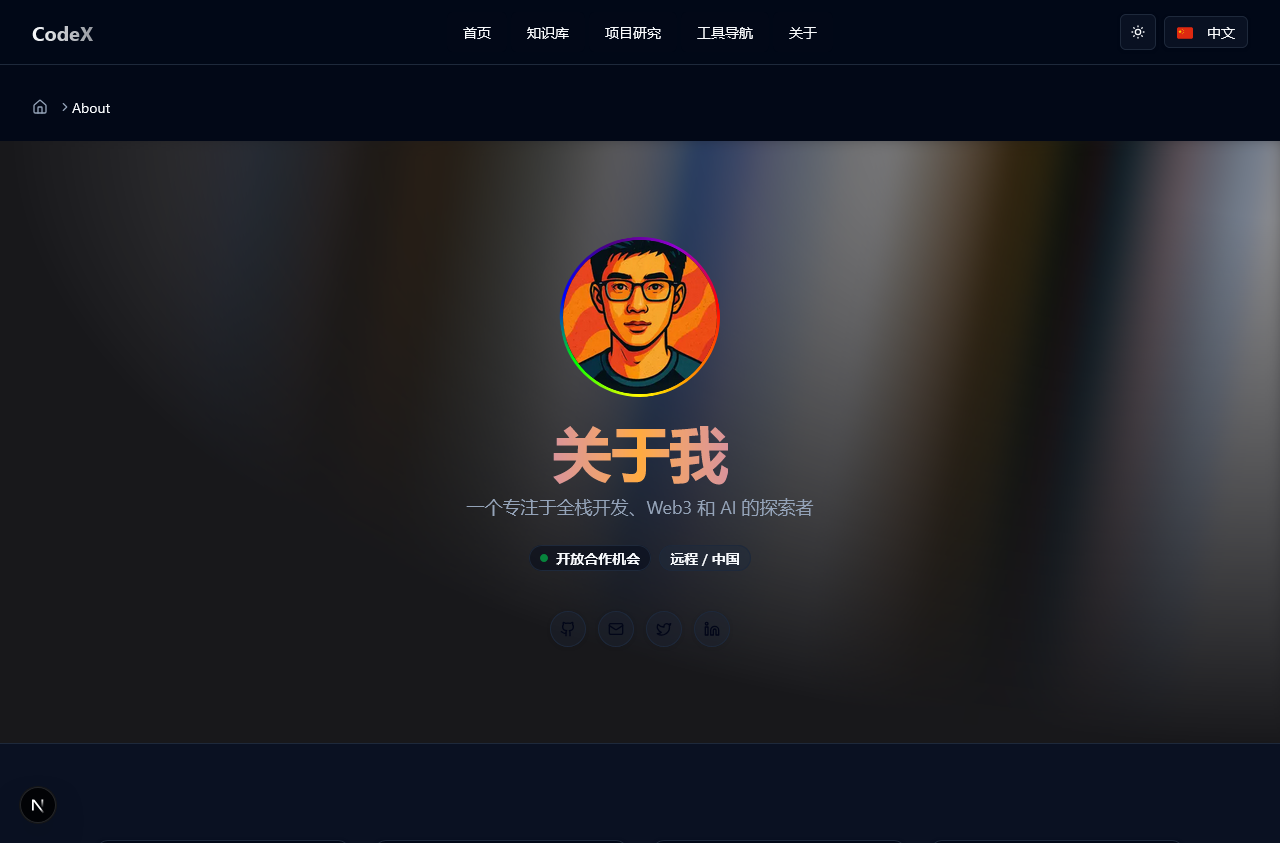 CodeX
首页 知识库 项目研究 工具导航 关于
中文
About
关于我
一个专注于全栈开发、Web3 和 AI 的探索者
开放合作机会 远程 / 中国
N